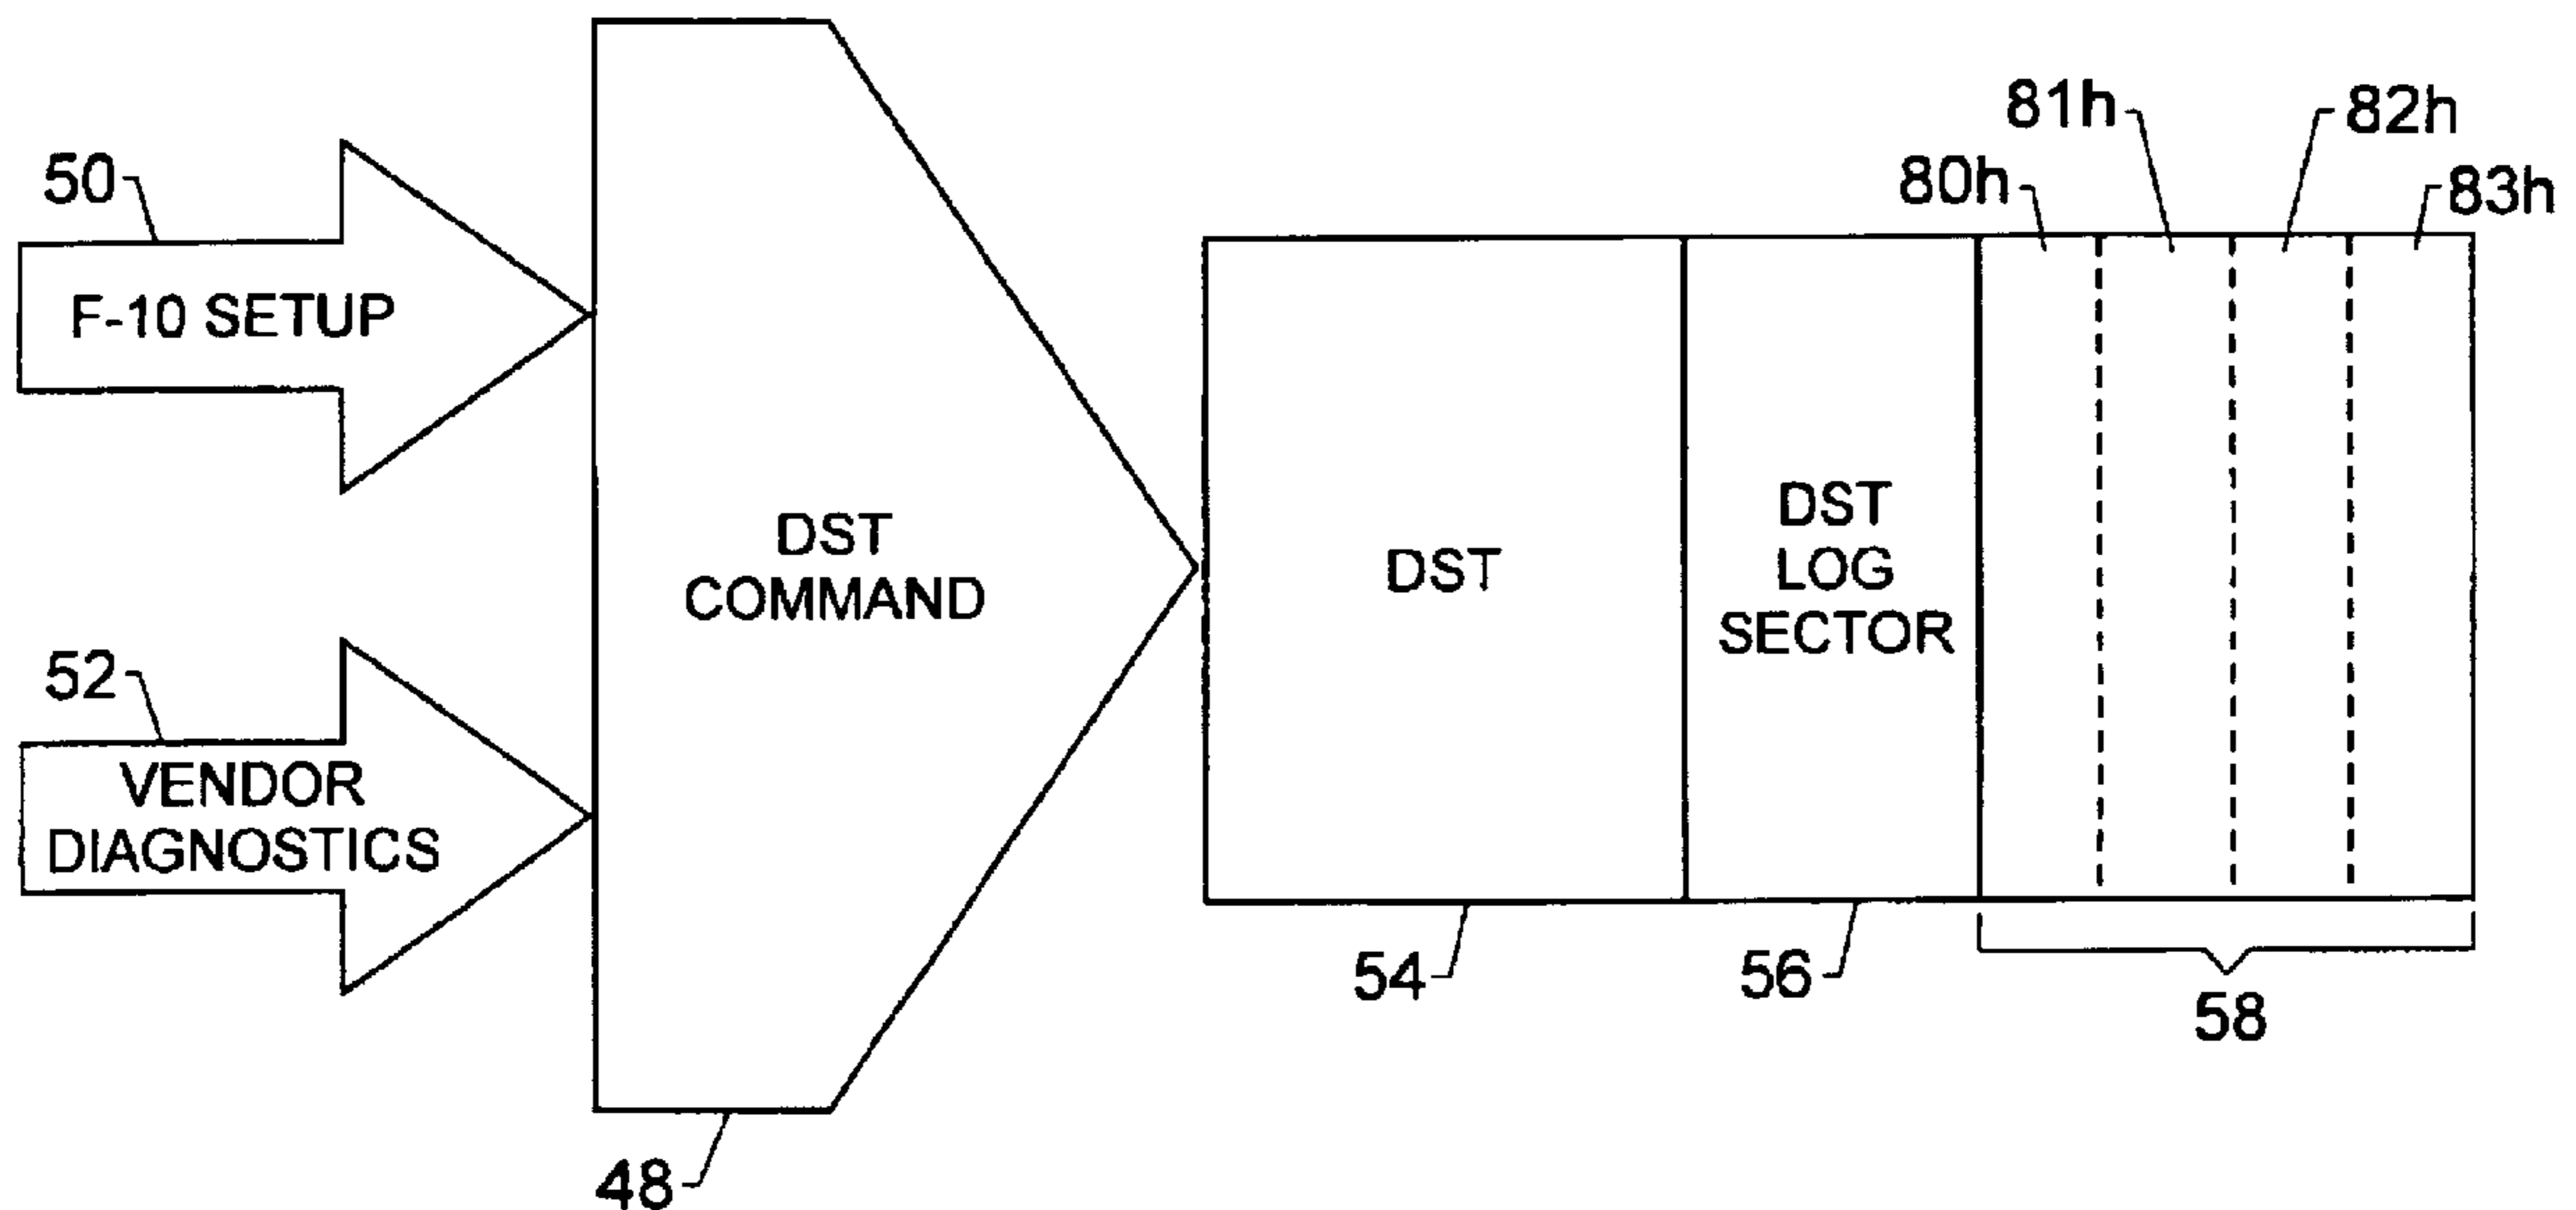 50
F-10 SETUP
52
VENDOR
DIAGNOSTICS
DST
COMMAND
48
DST
54
DST
LOG
SECTOR
56
80h
81h
82h
83h
58